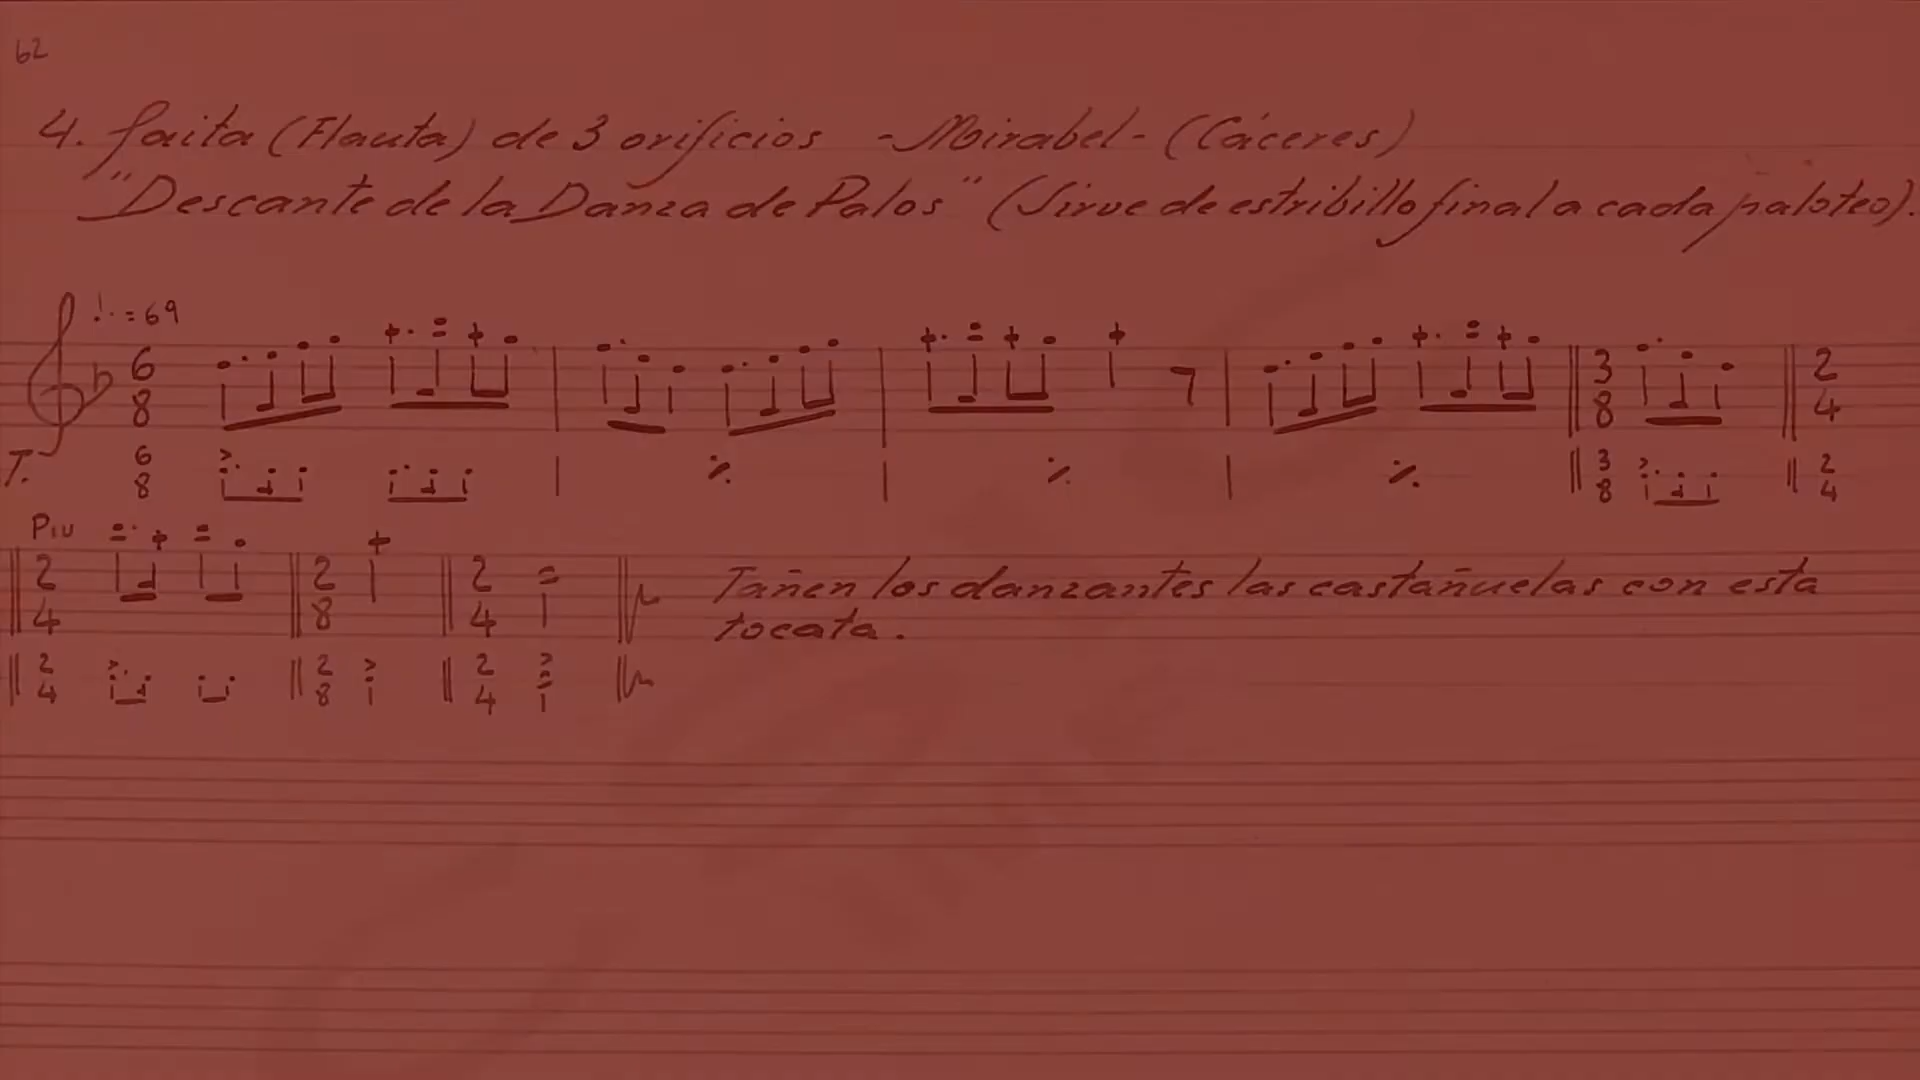 62
4. Gaita (Flauta) de 3 orificios - Mirabel - (Cáceres)
"Descante de la Danza de Palos" (Sirve de estribillo final a cada paloteo).
♩. = 69
6 8 3 8 2 4
T. 6 8 3 8 2 4
Piu
2 4 2 8 2 4 Tañen los danzantes las castañuelas con esta
tocata.
2 4 2 8 2 4